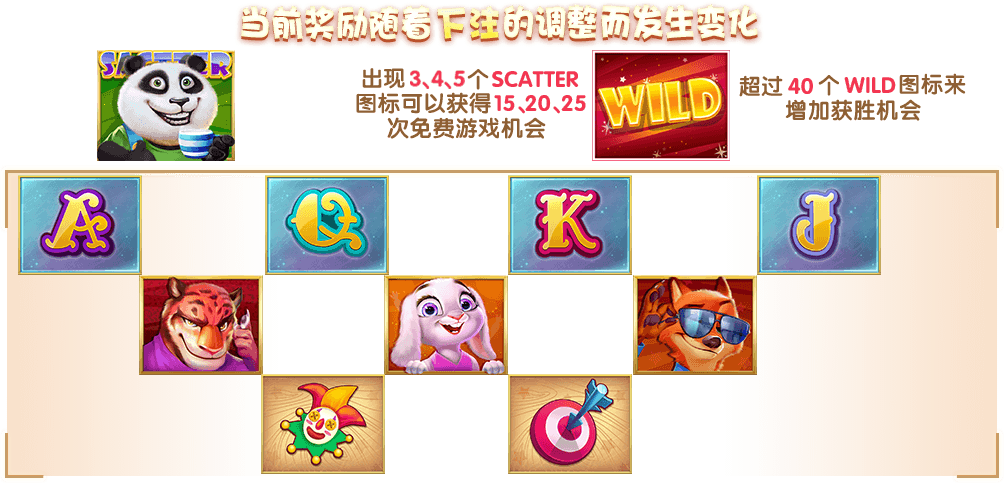 当前奖励随着下注的调整而发生变化
SCATTER
出现 3、4、5 个 SCATTER
图标可以获得 15、20、25
次免费游戏机会
WILD
超过 40 个 WILD 图标来
增加获胜机会
A
Q
K
J